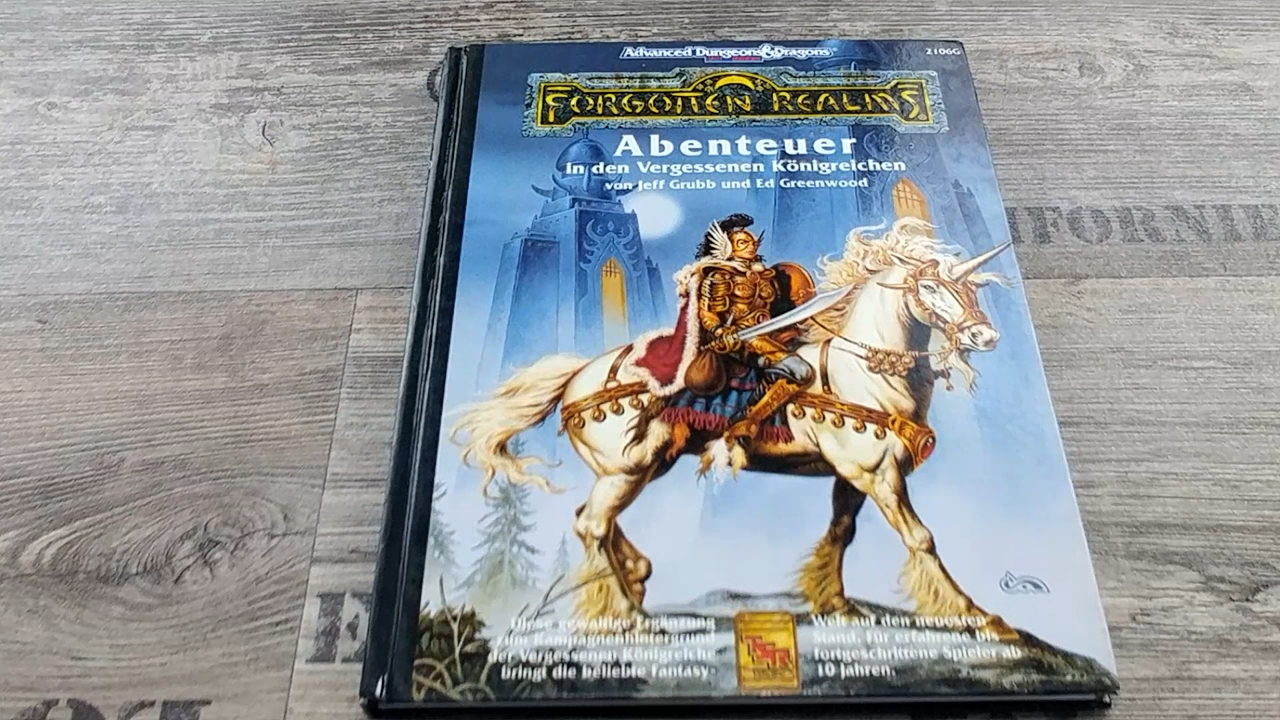 Advanced Dungeons & Dragons®
2106G
FORGOTTEN REALMS
Abenteuer
in den Vergessenen Königreichen
von Jeff Grubb und Ed Greenwood
Diese gewaltige Ergänzung
zum Kampagnenhintergrund
der Vergessenen Königreiche
bringt die beliebte Fantasy-
TSR
Welt auf den neuesten
Stand. Für erfahrene bis
fortgeschrittene Spieler ab
10 Jahren.
IFORNIE